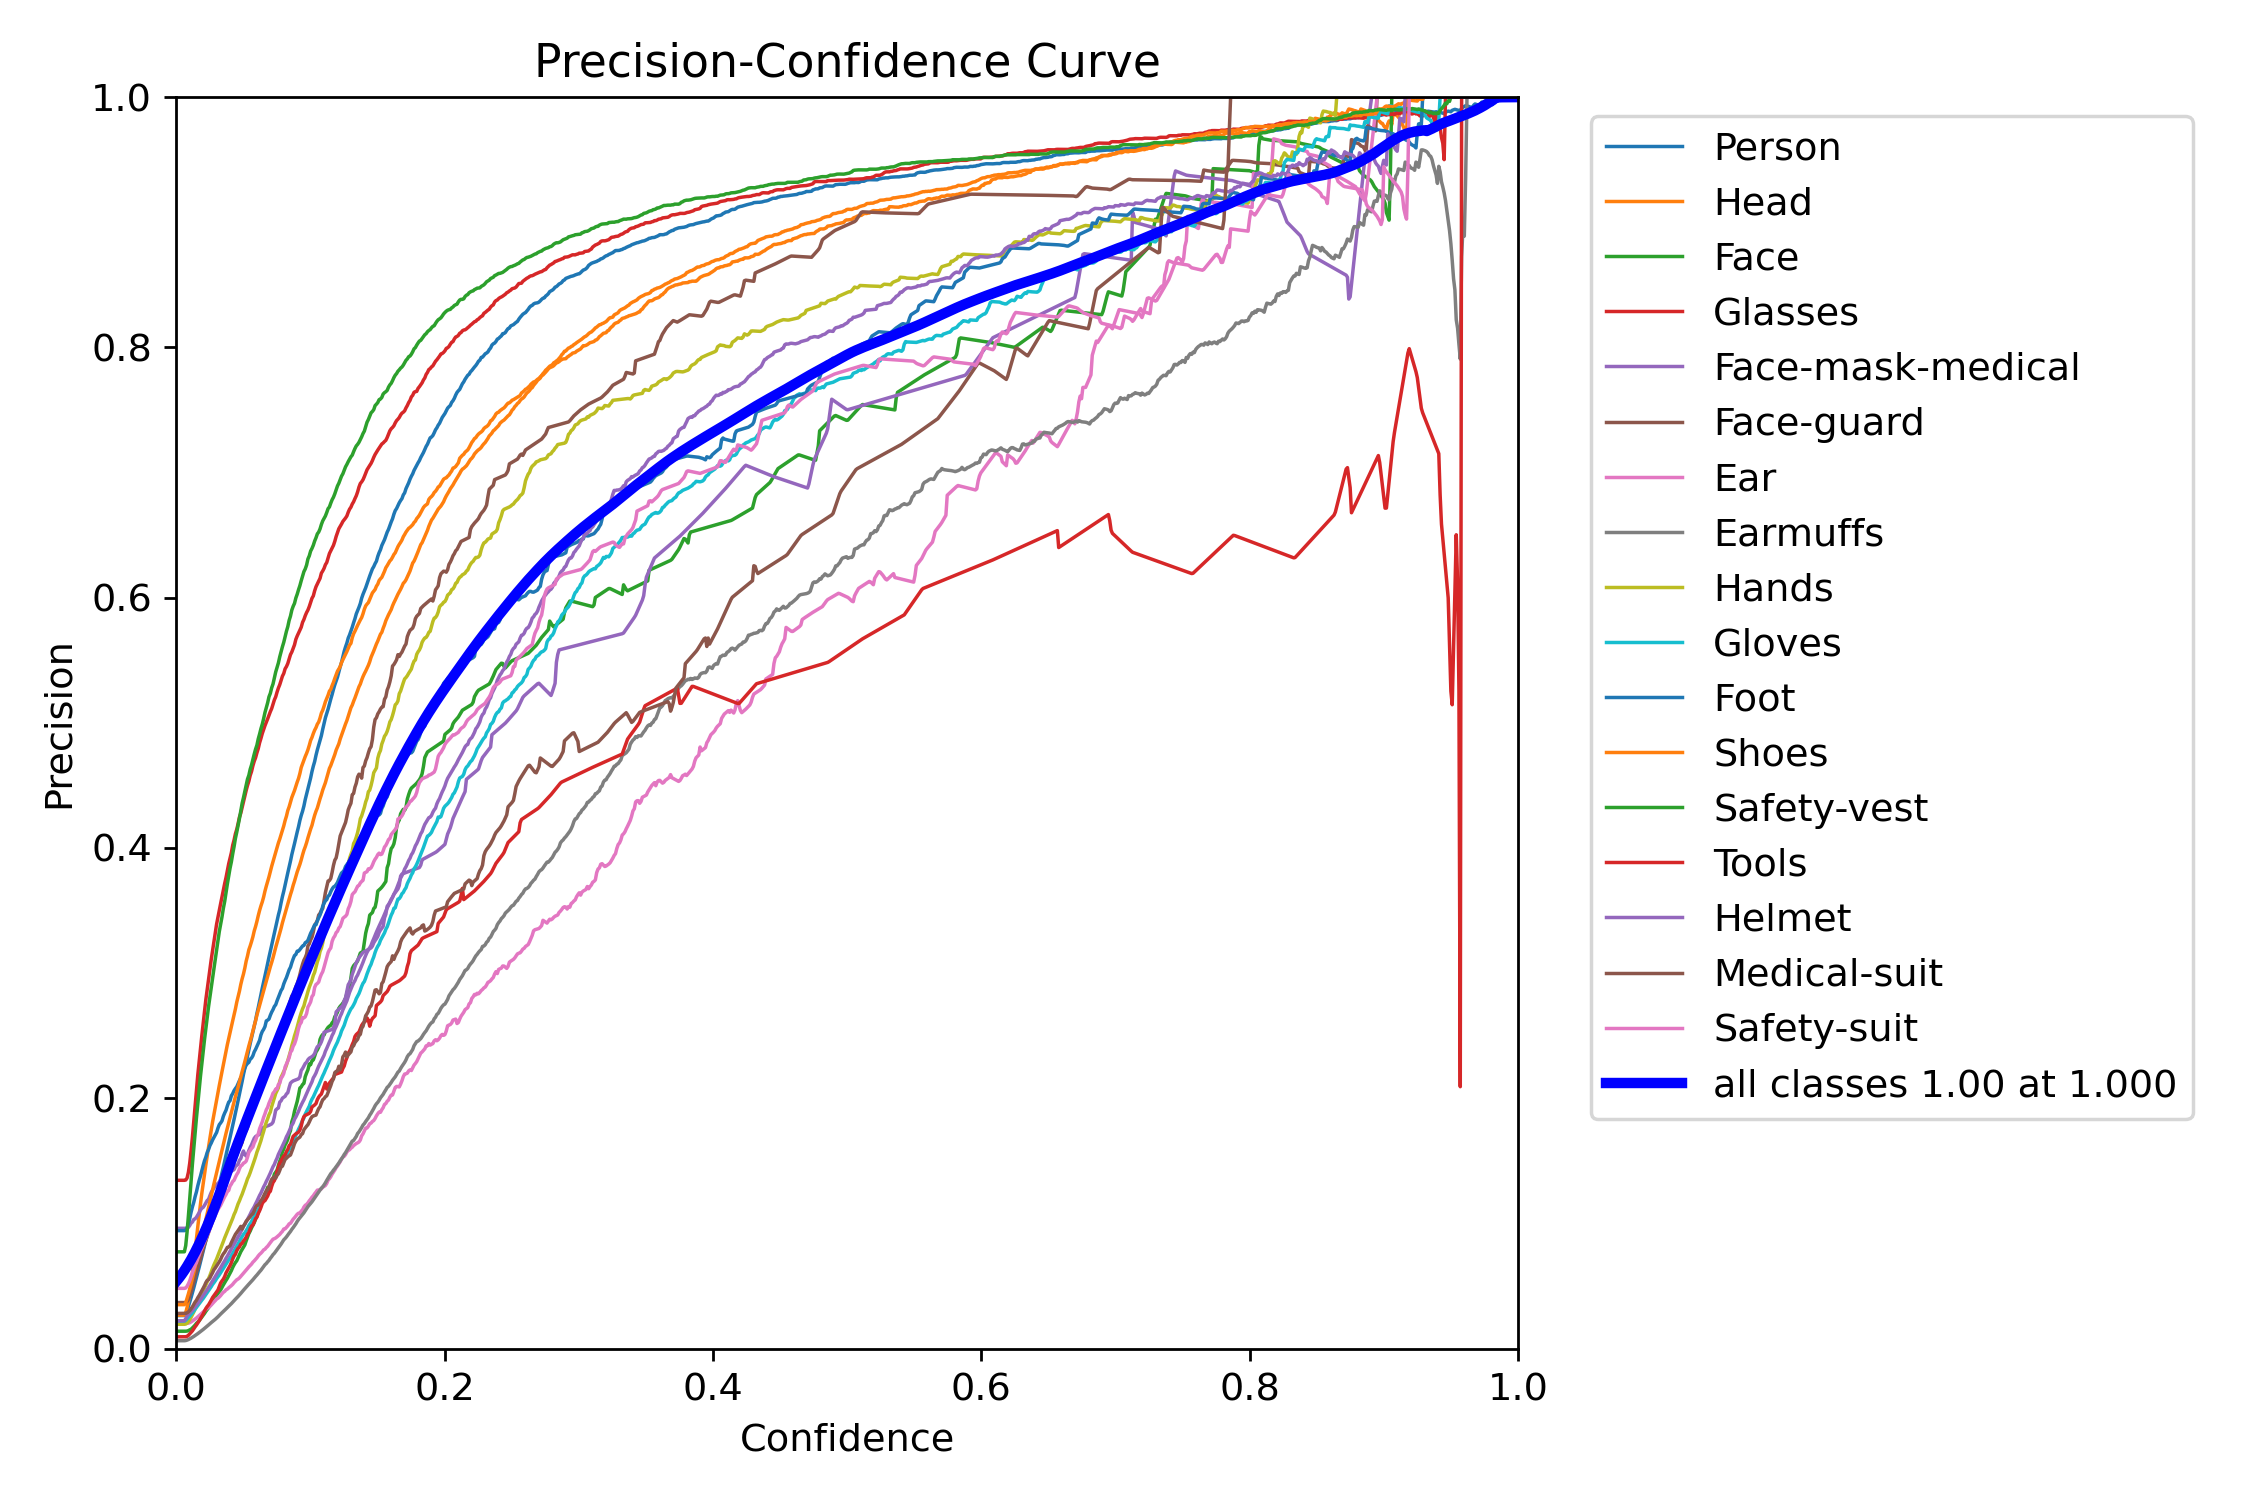 Precision-Confidence Curve
1.0
0.8
0.6
0.4
0.2
0.0
Precision
0.0 0.2 0.4 0.6 0.8 1.0
Confidence
Person
Head
Face
Glasses
Face-mask-medical
Face-guard
Ear
Earmuffs
Hands
Gloves
Foot
Shoes
Safety-vest
Tools
Helmet
Medical-suit
Safety-suit
all classes 1.00 at 1.000